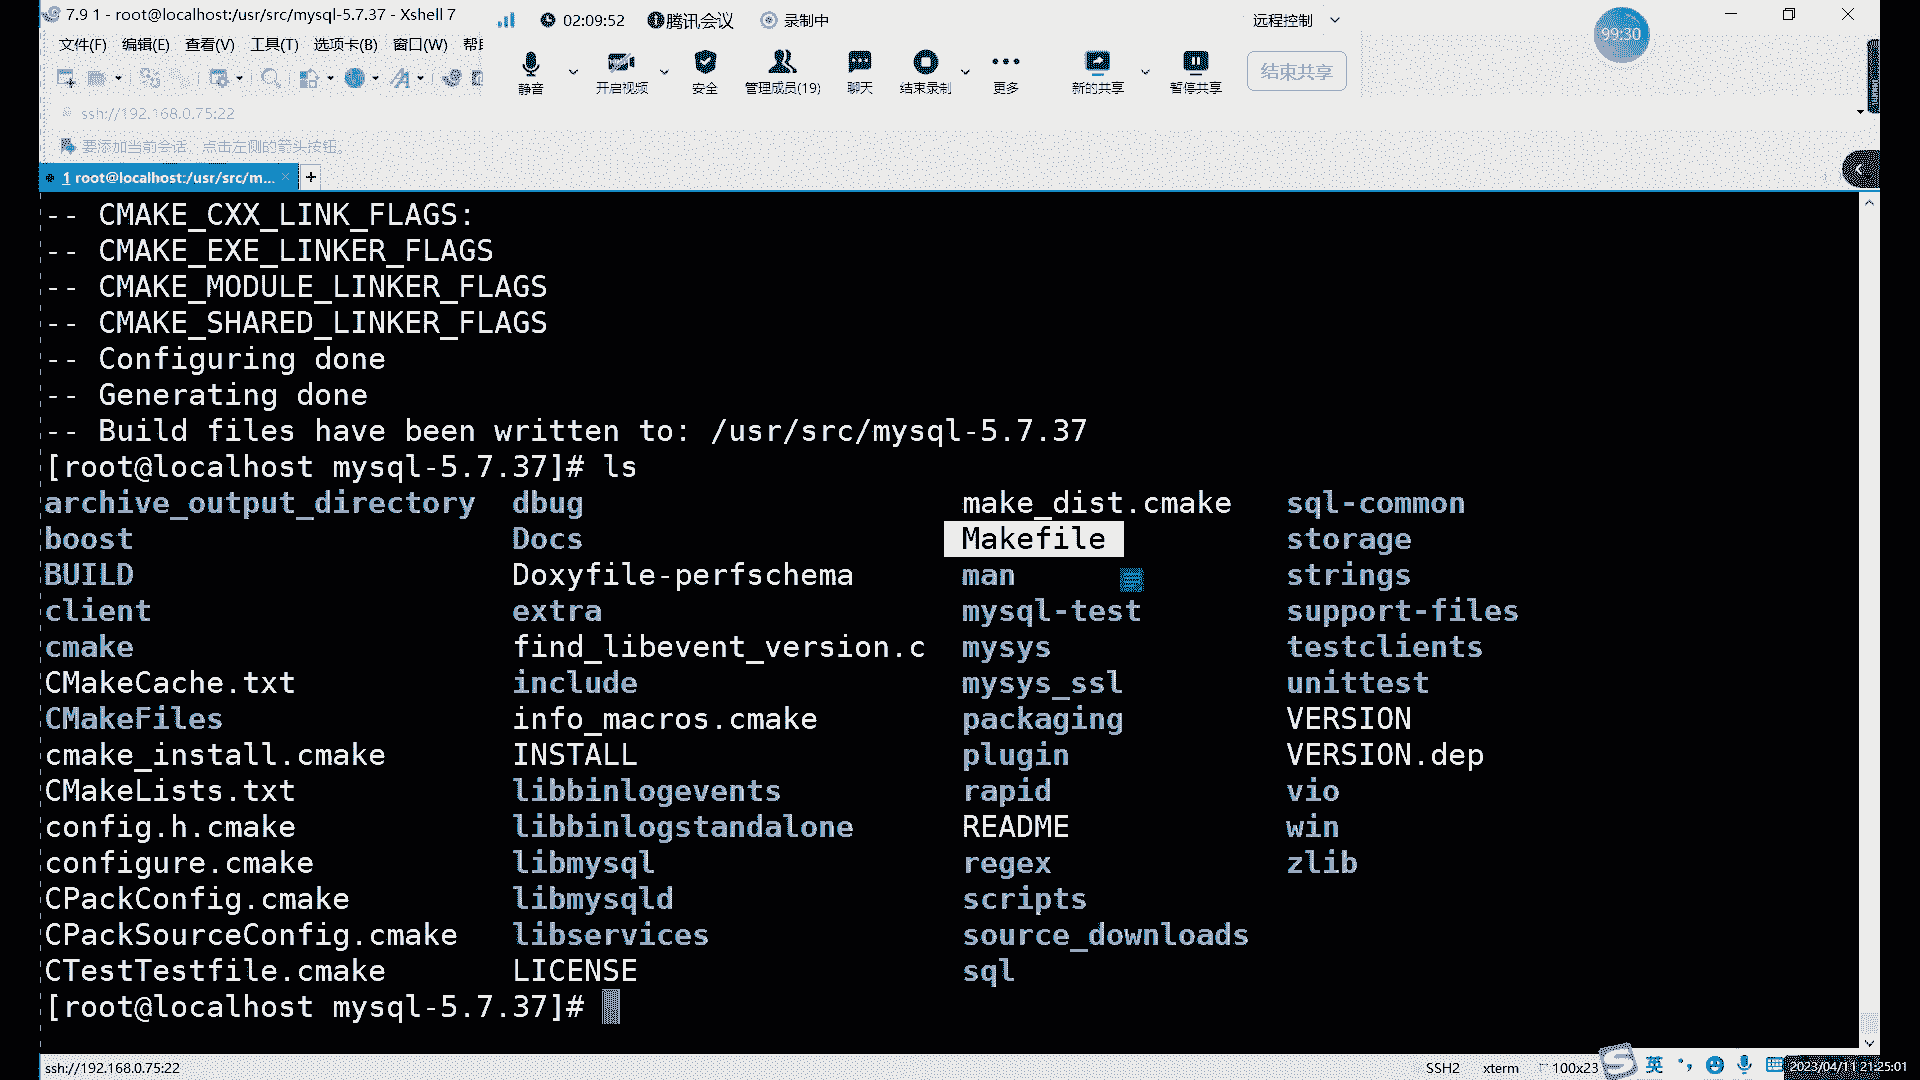 7.9 1 - root@localhost:/usr/src/mysql-5.7.37 - Xshell 7
02:09:52 腾讯会议 录制中
远程控制
99:30
文件(F) 编辑(E) 查看(V) 工具(T) 选项卡(B) 窗口(W)
静音 开启视频 安全 管理成员(19) 聊天 结束录制 更多 新的共享 暂停共享 结束共享
ssh://192.168.0.75:22
要添加当前会话，点击左侧的箭头按钮。
1 root@localhost:/usr/src/m... × +
-- CMAKE_CXX_LINK_FLAGS:
-- CMAKE_EXE_LINKER_FLAGS
-- CMAKE_MODULE_LINKER_FLAGS
-- CMAKE_SHARED_LINKER_FLAGS
-- Configuring done
-- Generating done
-- Build files have been written to: /usr/src/mysql-5.7.37
[root@localhost mysql-5.7.37]# ls
archive_output_directory dbug make_dist.cmake sql-common
boost Docs Makefile storage
BUILD Doxyfile-perfschema man strings
client extra mysql-test support-files
cmake find_libevent_version.c mysys testclients
CMakeCache.txt include mysys_ssl unittest
CMakeFiles info_macros.cmake packaging VERSION
cmake_install.cmake INSTALL plugin VERSION.dep
CMakeLists.txt libbinlogevents rapid vio
config.h.cmake libbinlogstandalone README win
configure.cmake libmysql regex zlib
CPackConfig.cmake libmysqld scripts
CPackSourceConfig.cmake libservices source_downloads
CTestTestfile.cmake LICENSE sql
[root@localhost mysql-5.7.37]#
ssh://192.168.0.75:22 SSH2 xterm 100x23 英 2023/04/11 21:25:01